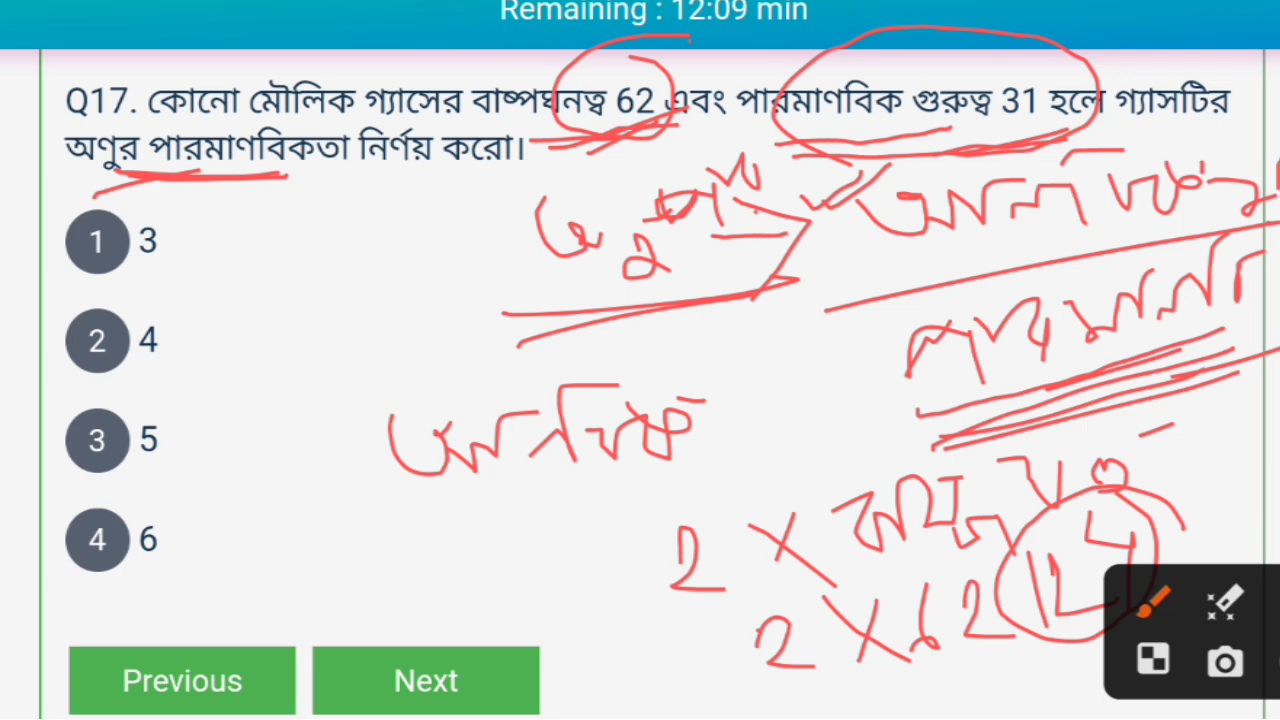 Remaining : 12:09 min
Q17. কোনো মৌলিক গ্যাসের বাষ্পঘনত্ব 62 এবং পারমাণবিক গুরুত্ব 31 হলে গ্যাসটির
অণুর পারমাণবিকতা নির্ণয় করো।
1 3
2 4
3 5
4 6
2 ×
2 × 62 124
Previous Next